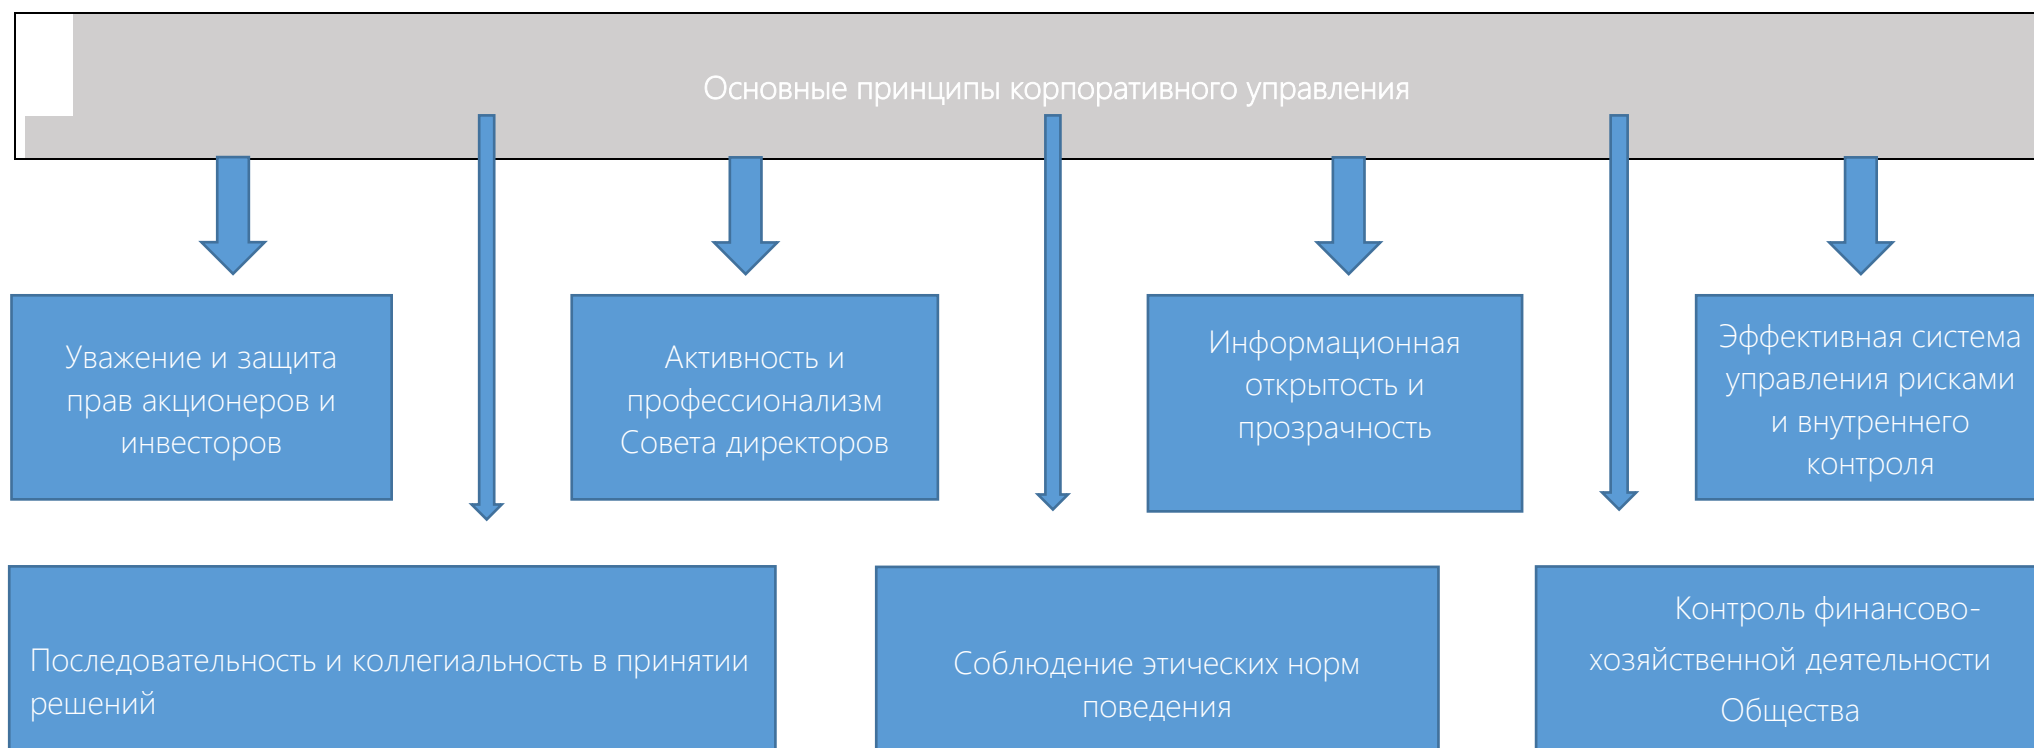 Основные принципы корпоративного управления
Уважение и защита
прав акционеров и
инвесторов
Активность и
профессионализм
Совета директоров
Информационная
открытость и
прозрачность
Эффективная система
управления рисками
и внутреннего
контроля
Последовательность и коллегиальность в принятии
решений
Соблюдение этических норм
поведения
Контроль финансово-
хозяйственной деятельности
Общества